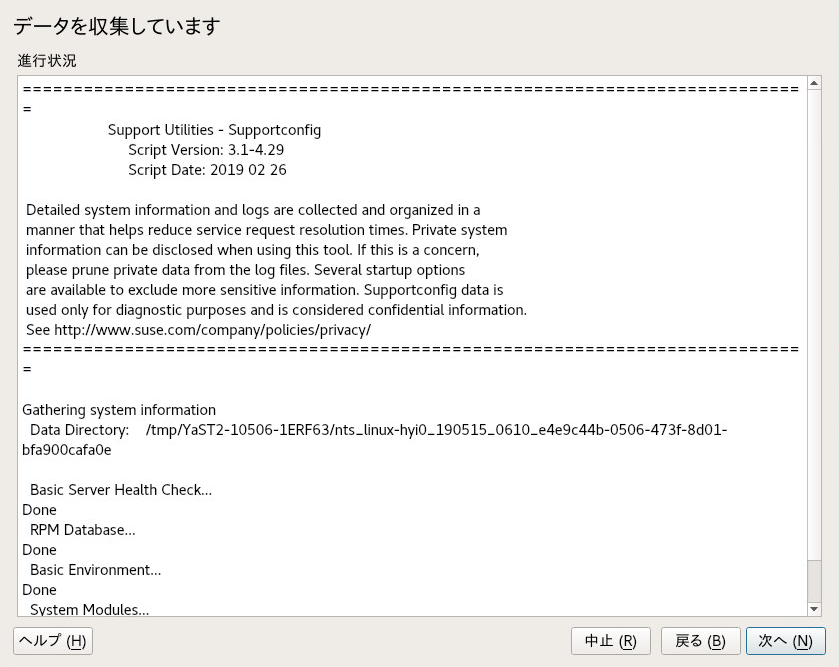 データを収集しています
進行状況
============================================================================
=
Support Utilities - Supportconfig
Script Version: 3.1-4.29
Script Date: 2019 02 26
Detailed system information and logs are collected and organized in a
manner that helps reduce service request resolution times. Private system
information can be disclosed when using this tool. If this is a concern,
please prune private data from the log files. Several startup options
are available to exclude more sensitive information. Supportconfig data is
used only for diagnostic purposes and is considered confidential information.
See http://www.suse.com/company/policies/privacy/
============================================================================
=
Gathering system information
Data Directory: /tmp/YaST2-10506-1ERF63/nts_linux-hyi0_190515_0610_e4e9c44b-0506-473f-8d01-
bfa900cafa0e
Basic Server Health Check...
Done
RPM Database...
Done
Basic Environment...
Done
System Modules...
ヘルプ (H) 中止 (R) 戻る (B) 次へ (N)